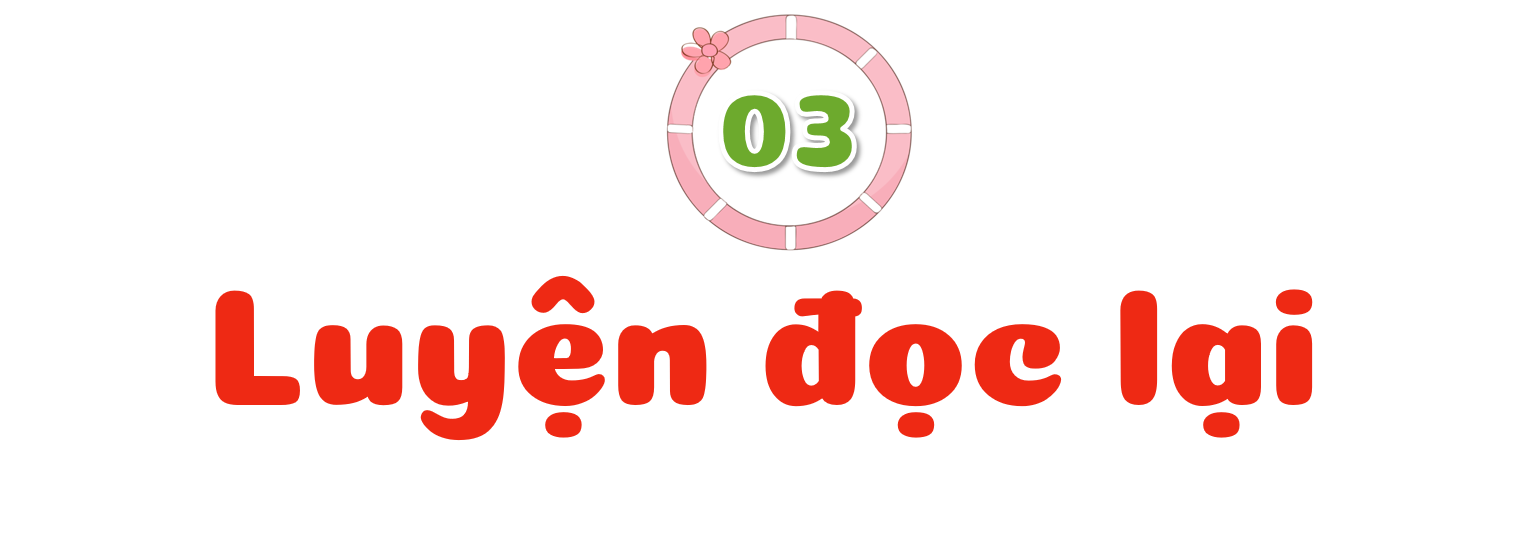 03
Luyện đọc lại